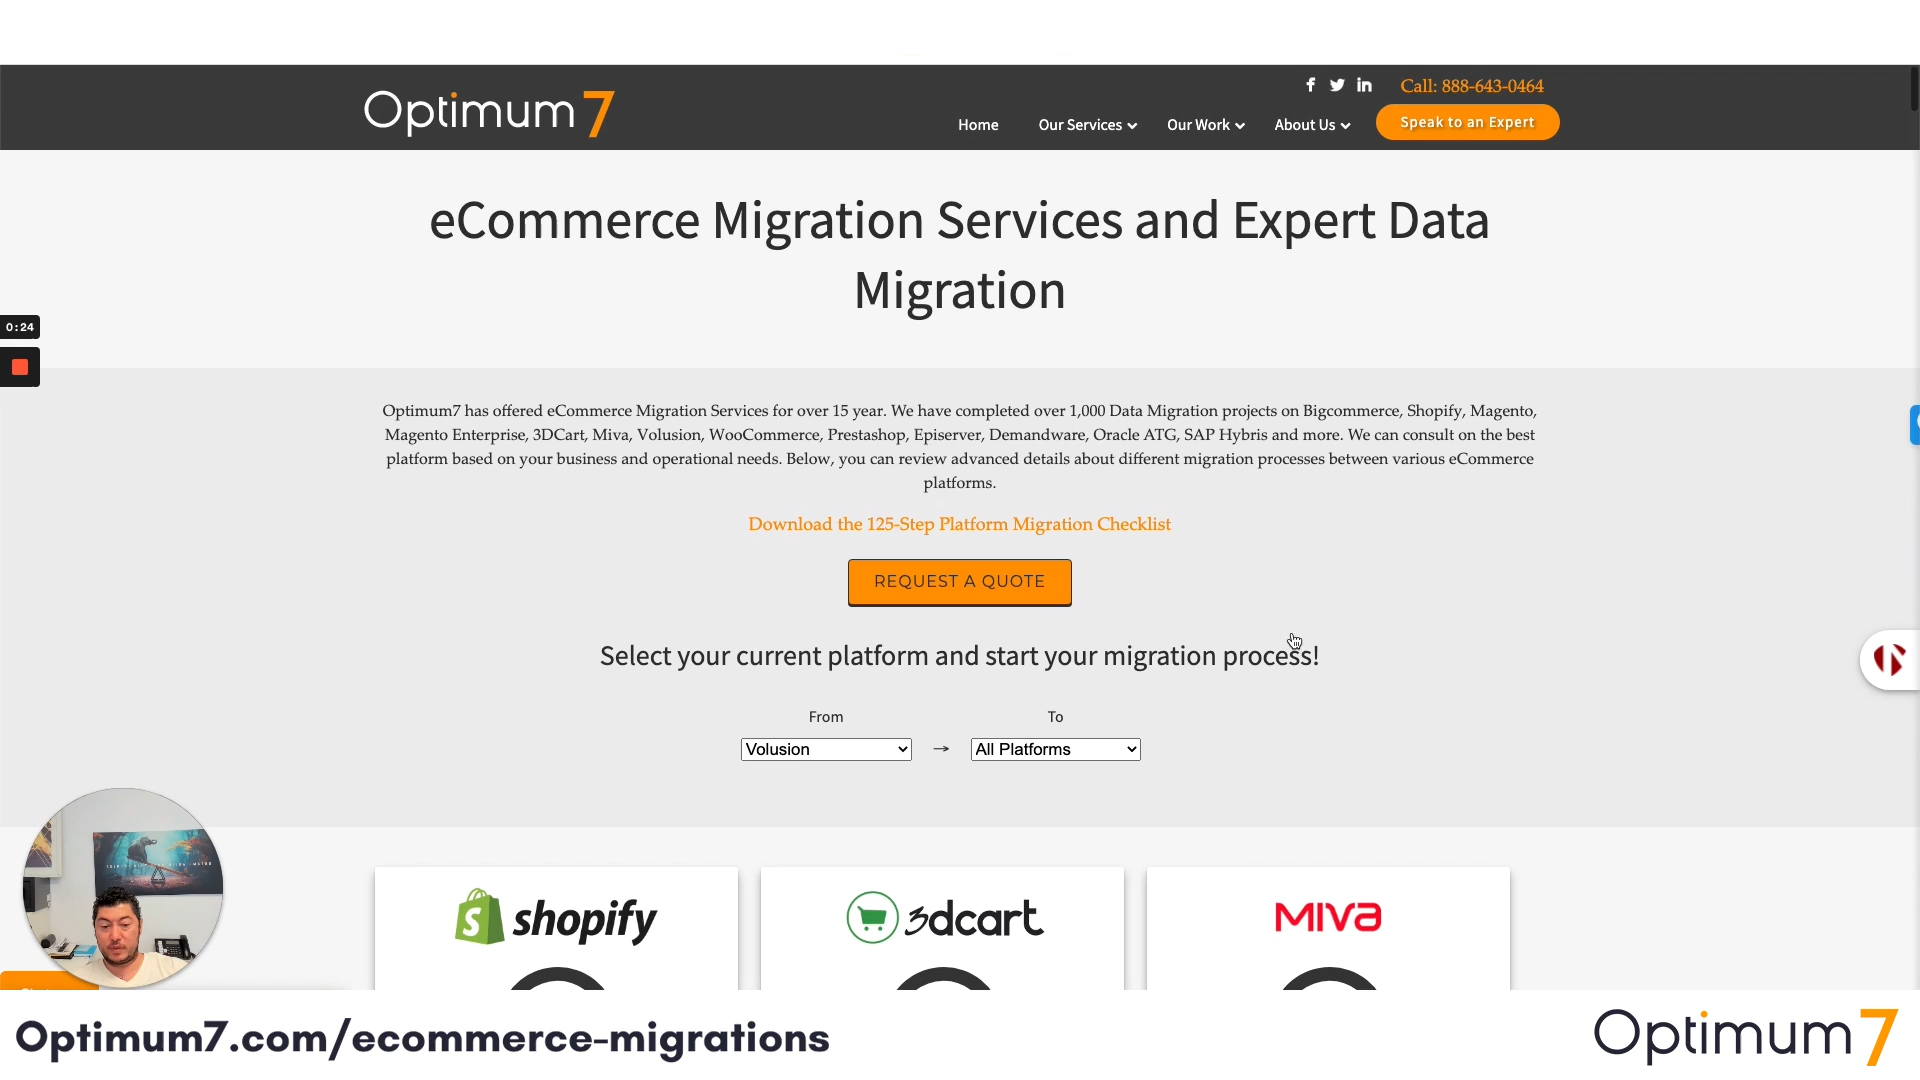 Optimum7
Call: 888-643-0464
Home
Our Services
Our Work
About Us
Speak to an Expert
eCommerce Migration Services and Expert Data
Migration
0:24
Optimum7 has offered eCommerce Migration Services for over 15 year. We have completed over 1,000 Data Migration projects on Bigcommerce, Shopify, Magento,
Magento Enterprise, 3DCart, Miva, Volusion, WooCommerce, Prestashop, Episerver, Demandware, Oracle ATG, SAP Hybris and more. We can consult on the best
platform based on your business and operational needs. Below, you can review advanced details about different migration processes between various eCommerce
platforms.
Download the 125-Step Platform Migration Checklist
REQUEST A QUOTE
Select your current platform and start your migration process!
From
To
Volusion
→
All Platforms
shopify
3dcart
MIVA
Optimum7.com/ecommerce-migrations
Optimum7